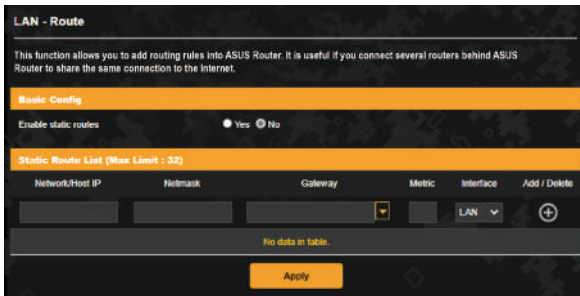 LAN - Route
This function allows you to add routing rules into ASUS Router. It is useful if you connect several routers behind ASUS
Router to share the same connection to the Internet.
Basic Config
Enable static routes Yes No
Static Route List (Max Limit : 32)
Network/Host IP Netmask Gateway Metric Interface Add / Delete
LAN
No data in table.
Apply